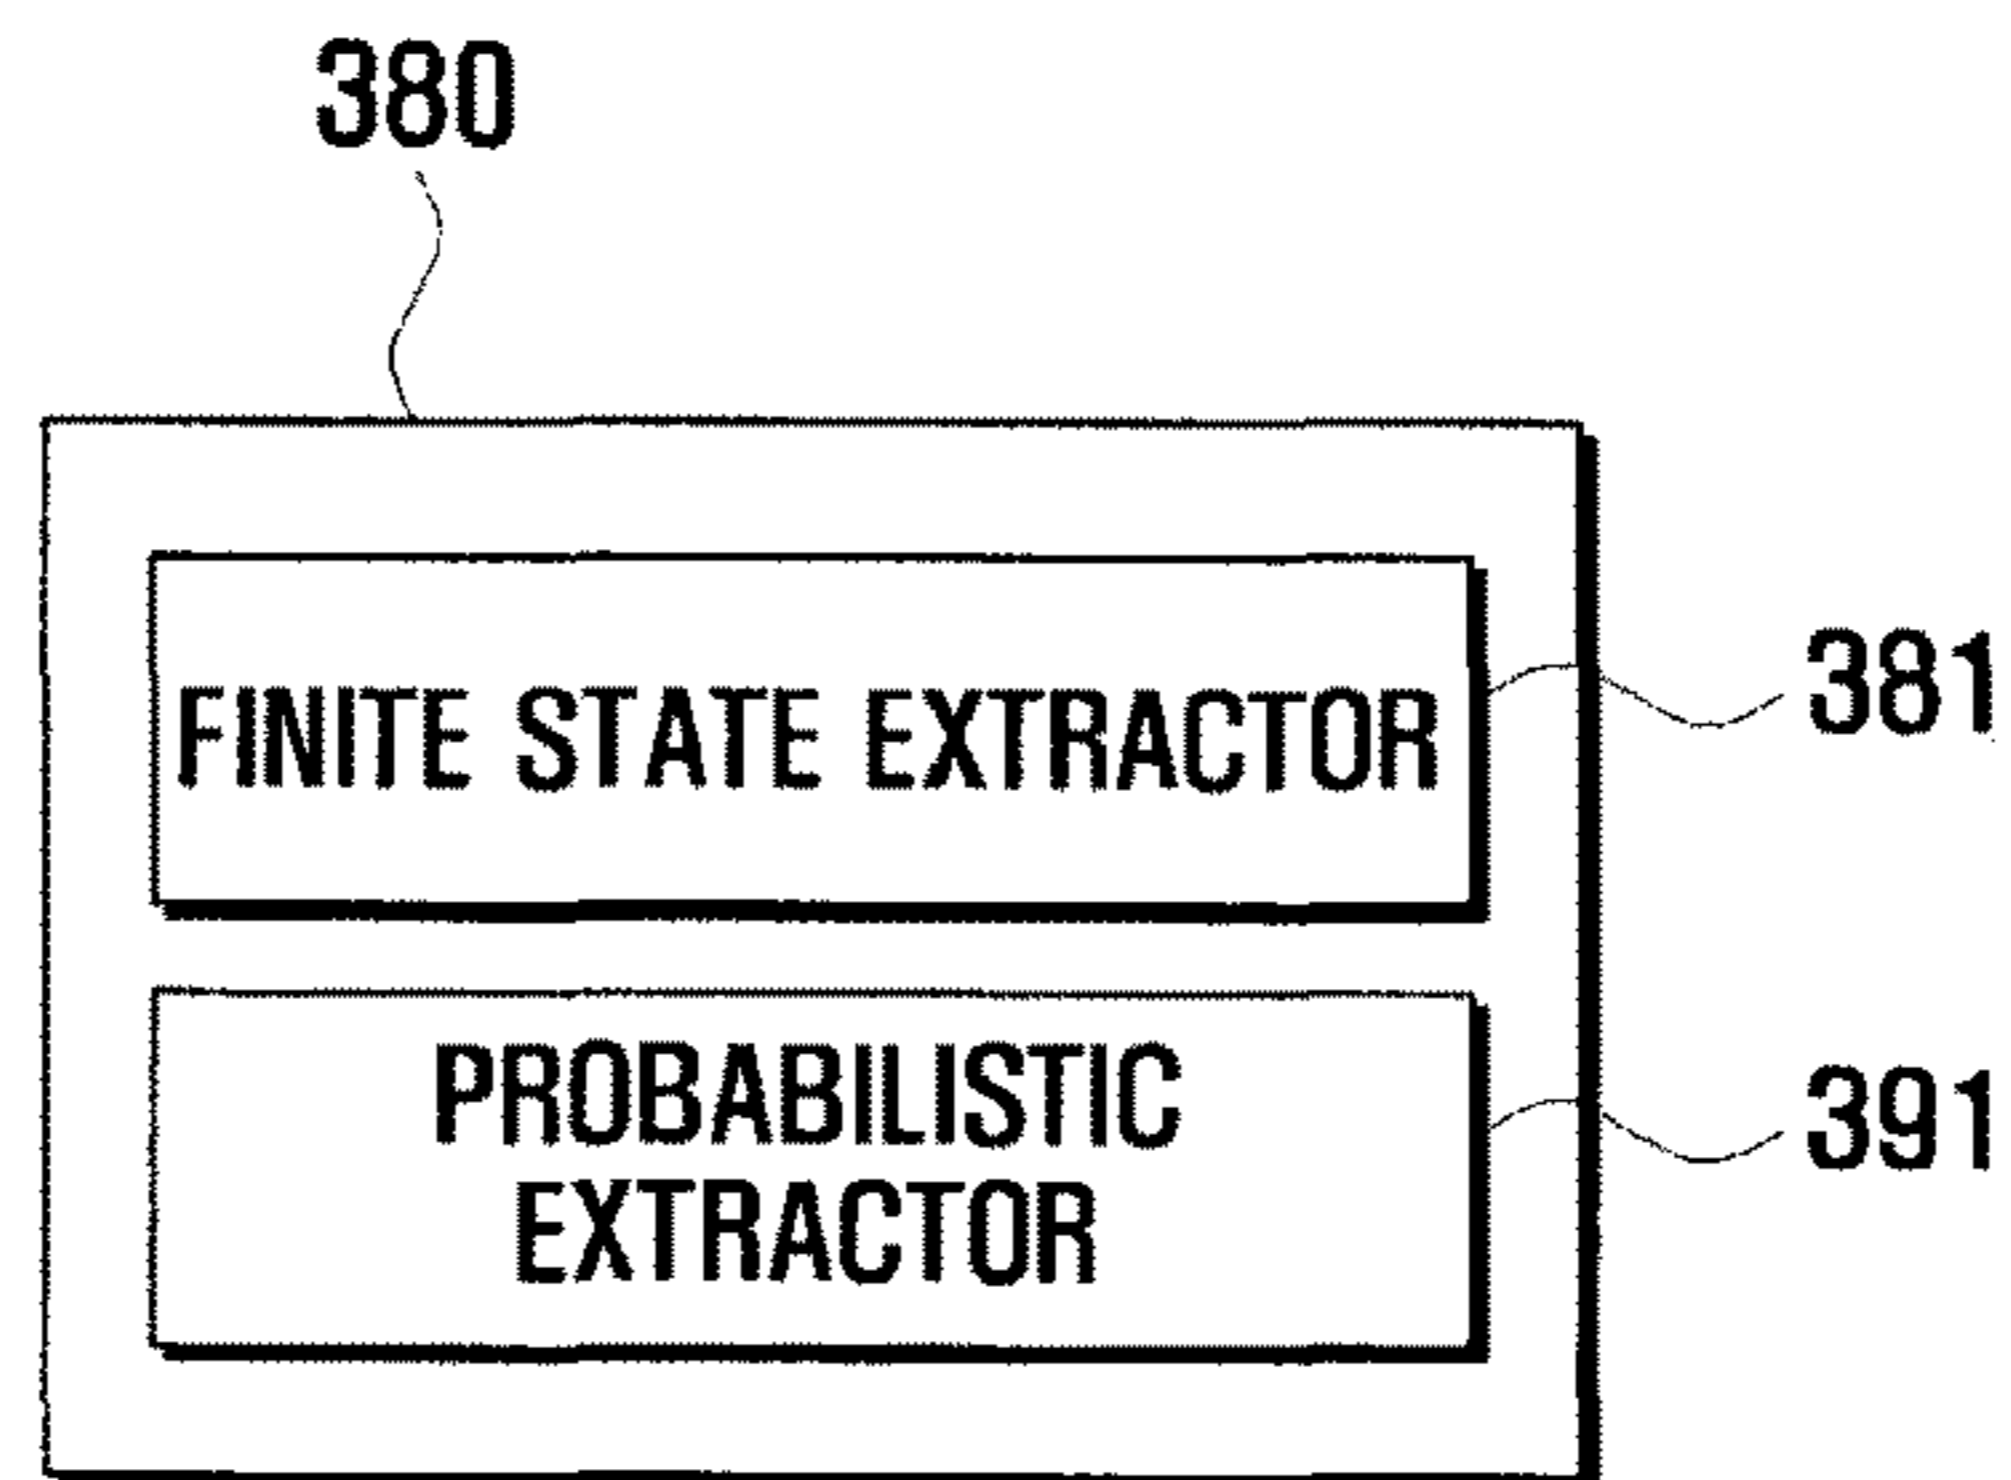 380
FINITE STATE EXTRACTOR
381
PROBABILISTIC
EXTRACTOR
391